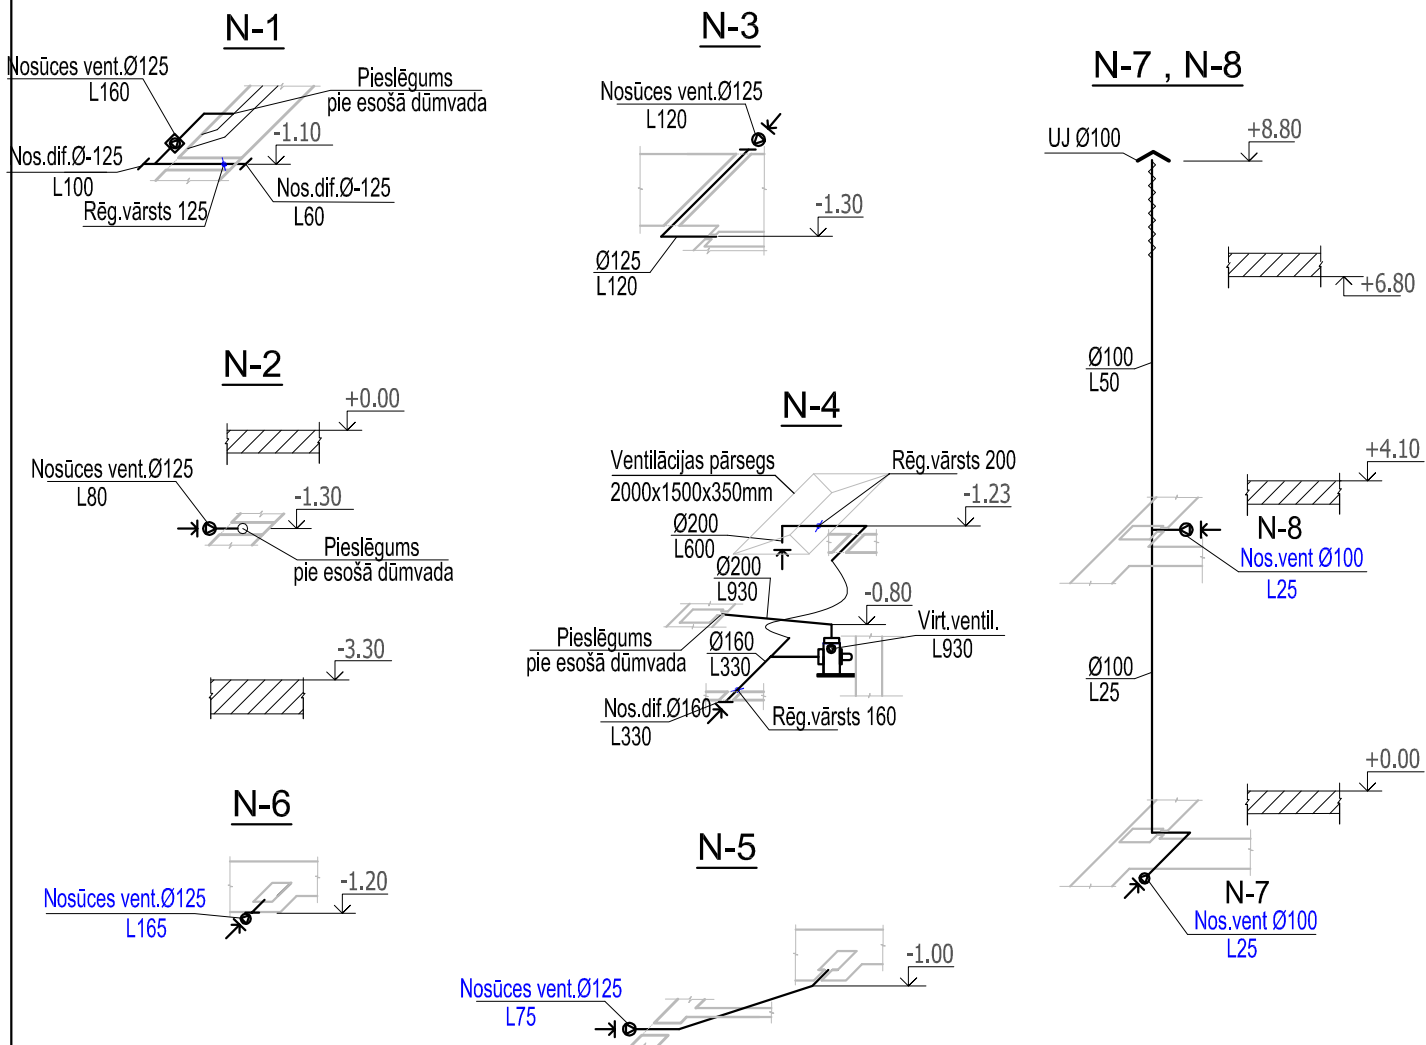 N-1
Nosūces vent.Ø125
L160
Pieslēgums
pie esošā dūmvada
-1.10
Nos.dif.Ø-125
L100
Rēg.vārsts 125
Nos.dif.Ø-125
L60
N-3
Nosūces vent.Ø125
L120
-1.30
Ø125
L120
N-7 , N-8
UJ Ø100
+8.80
+6.80
Ø100
L50
+4.10
N-8
Nos.vent Ø100
L25
Ø100
L25
+0.00
N-7
Nos.vent Ø100
L25
N-2
+0.00
Nosūces vent.Ø125
L80
-1.30
Pieslēgums
pie esošā dūmvada
-3.30
N-4
Ventilācijas pārsegs
2000x1500x350mm
Rēg.vārsts 200
-1.23
Ø200
L600
Ø200
L930
-0.80
Virt.ventil.
L930
Pieslēgums
pie esošā dūmvada
Ø160
L330
Nos.dif.Ø160
L330
Rēg.vārsts 160
N-6
-1.20
Nosūces vent.Ø125
L165
N-5
-1.00
Nosūces vent.Ø125
L75